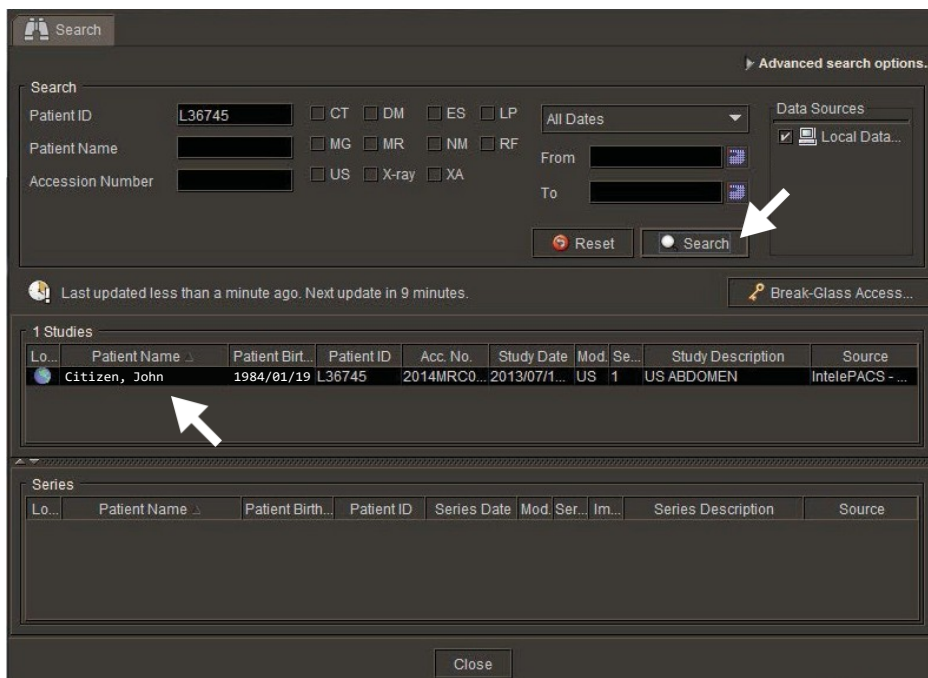 Search
Advanced search options.
Search
Patient ID L36745 CT DM ES LP All Dates Data Sources
Patient Name MG MR NM RF From Local Data...
Accession Number US X-ray XA To
Reset Search
Last updated less than a minute ago. Next update in 9 minutes. Break-Glass Access...
1 Studies
Lo... Patient Name Patient Birt... Patient ID Acc. No. Study Date Mod. Se... Study Description Source
Citizen, John 1984/01/19 L36745 2014MRC0... 2013/07/1... US 1 US ABDOMEN IntelePACS - ...
Series
Lo... Patient Name Patient Birth... Patient ID Series Date Mod. Ser... Im... Series Description Source
Close